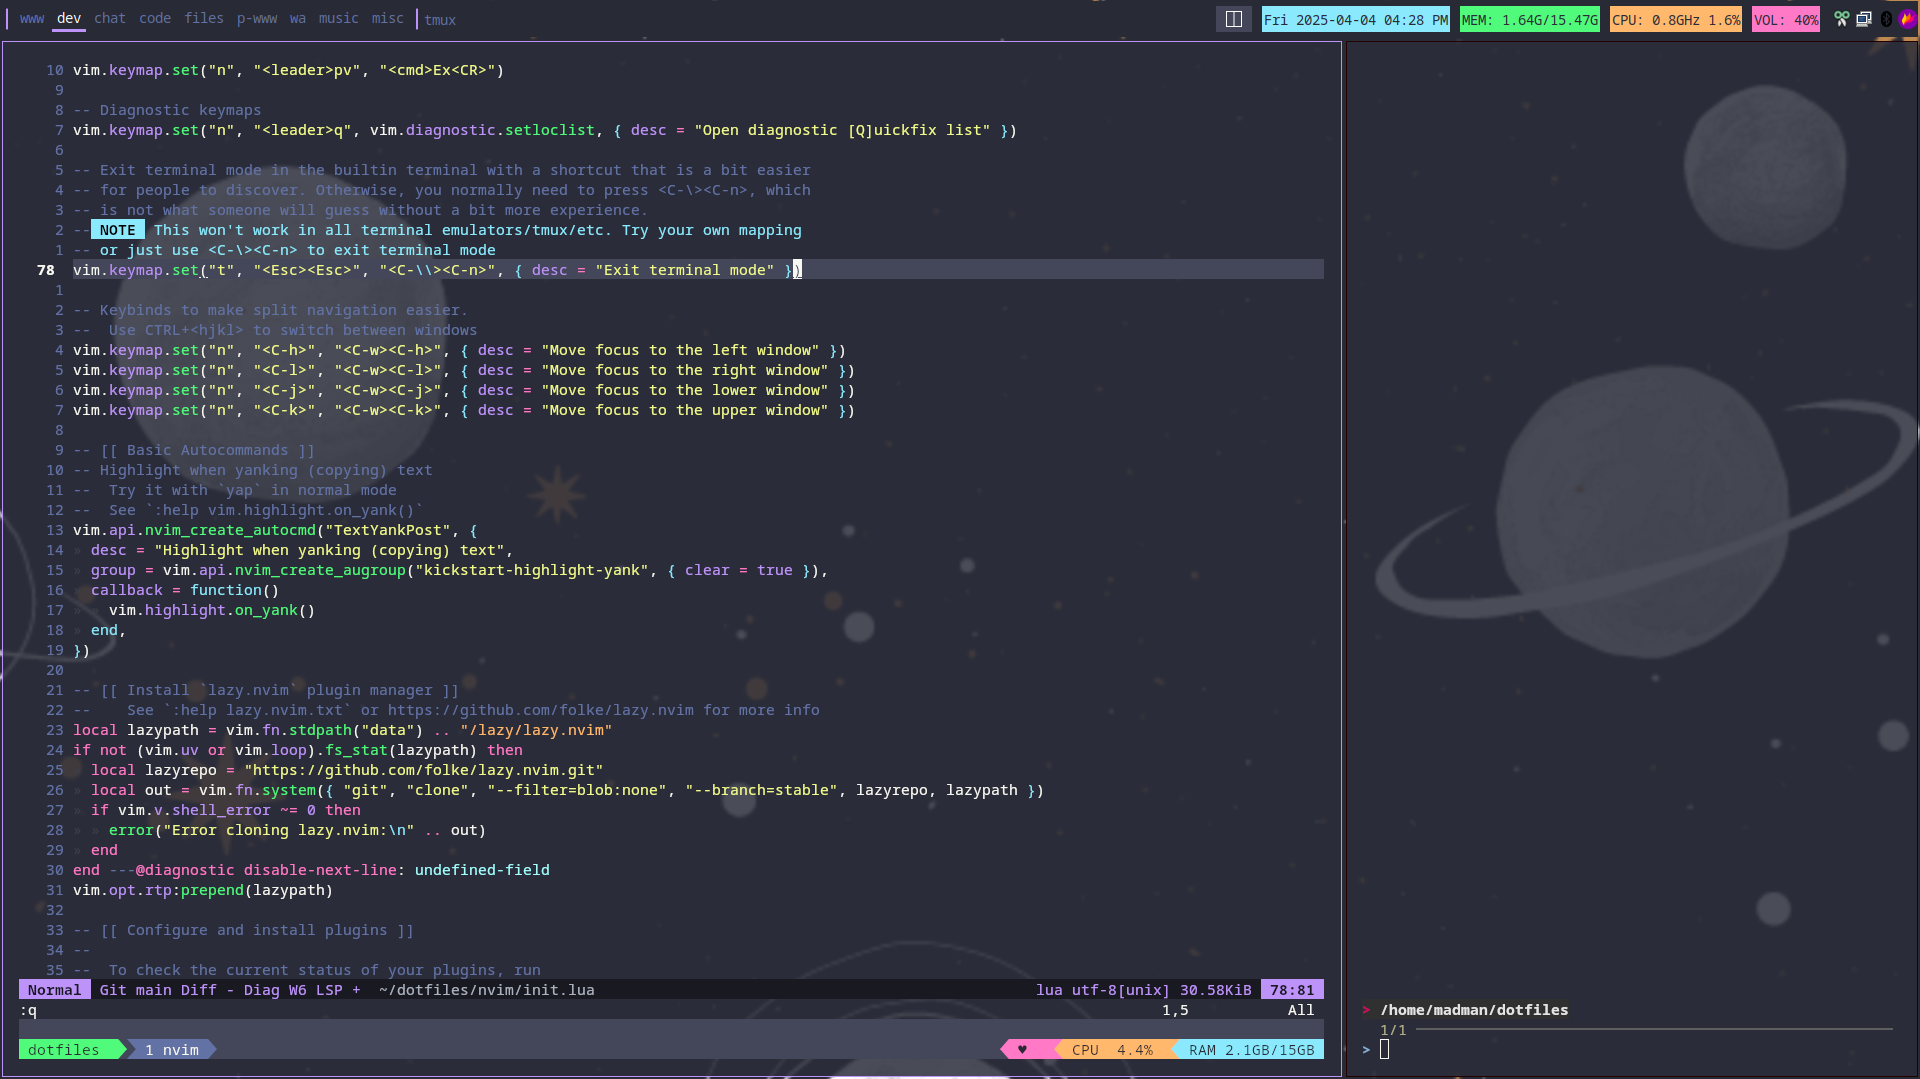 www dev chat code files p-www wa music misc tmux
Fri 2025-04-04 04:28 PM MEM: 1.64G/15.47G CPU: 0.8GHz 1.6% VOL: 40%
10 vim.keymap.set("n", "<leader>pv", "<cmd>Ex<CR>")
9
8 -- Diagnostic keymaps
7 vim.keymap.set("n", "<leader>q", vim.diagnostic.setloclist, { desc = "Open diagnostic [Q]uickfix list" })
6
5 -- Exit terminal mode in the builtin terminal with a shortcut that is a bit easier
4 -- for people to discover. Otherwise, you normally need to press <C-\><C-n>, which
3 -- is not what someone will guess without a bit more experience.
2 -- NOTE This won't work in all terminal emulators/tmux/etc. Try your own mapping
1 -- or just use <C-\><C-n> to exit terminal mode
78 vim.keymap.set("t", "<Esc><Esc>", "<C-\\><C-n>", { desc = "Exit terminal mode" })
1
2 -- Keybinds to make split navigation easier.
3 --  Use CTRL+<hjkl> to switch between windows
4 vim.keymap.set("n", "<C-h>", "<C-w><C-h>", { desc = "Move focus to the left window" })
5 vim.keymap.set("n", "<C-l>", "<C-w><C-l>", { desc = "Move focus to the right window" })
6 vim.keymap.set("n", "<C-j>", "<C-w><C-j>", { desc = "Move focus to the lower window" })
7 vim.keymap.set("n", "<C-k>", "<C-w><C-k>", { desc = "Move focus to the upper window" })
8
9 -- [[ Basic Autocommands ]]
10 -- Highlight when yanking (copying) text
11 --  Try it with `yap` in normal mode
12 --  See `:help vim.highlight.on_yank()`
13 vim.api.nvim_create_autocmd("TextYankPost", {
14 » desc = "Highlight when yanking (copying) text",
15 » group = vim.api.nvim_create_augroup("kickstart-highlight-yank", { clear = true }),
16 » callback = function()
17 » » vim.highlight.on_yank()
18 » end,
19 })
20
21 -- [[ Install `lazy.nvim` plugin manager ]]
22 --    See `:help lazy.nvim.txt` or https://github.com/folke/lazy.nvim for more info
23 local lazypath = vim.fn.stdpath("data") .. "/lazy/lazy.nvim"
24 if not (vim.uv or vim.loop).fs_stat(lazypath) then
25 » local lazyrepo = "https://github.com/folke/lazy.nvim.git"
26 » local out = vim.fn.system({ "git", "clone", "--filter=blob:none", "--branch=stable", lazyrepo, lazypath })
27 » if vim.v.shell_error ~= 0 then
28 » » error("Error cloning lazy.nvim:\n" .. out)
29 » end
30 end ---@diagnostic disable-next-line: undefined-field
31 vim.opt.rtp:prepend(lazypath)
32
33 -- [[ Configure and install plugins ]]
34 --
35 --  To check the current status of your plugins, run
Normal Git main Diff - Diag W6 LSP + ~/dotfiles/nvim/init.lua lua utf-8[unix] 30.58KiB 78:81
:q 1,5 All
dotfiles 1 nvim ♥ CPU 4.4% RAM 2.1GB/15GB
> /home/madman/dotfiles
1/1
>